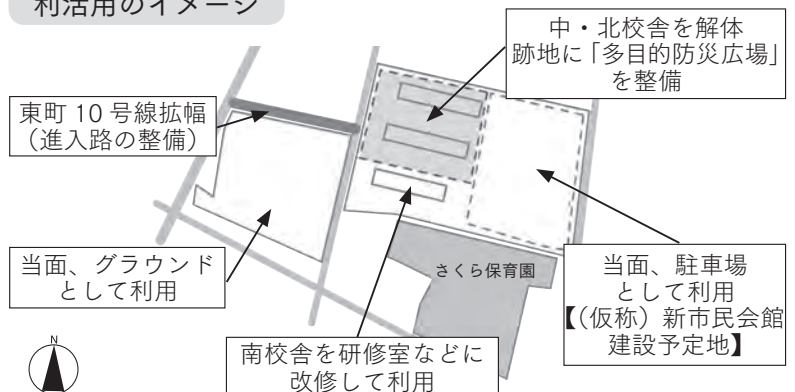 利活用のイメージ
中・北校舎を解体
跡地に「多目的防災広場」
を整備
東町10号線拡幅
（進入路の整備）
当面、グラウンド
として利用
さくら保育園
当面、駐車場
として利用
【（仮称）新市民会館
建設予定地】
南校舎を研修室などに
改修して利用
N